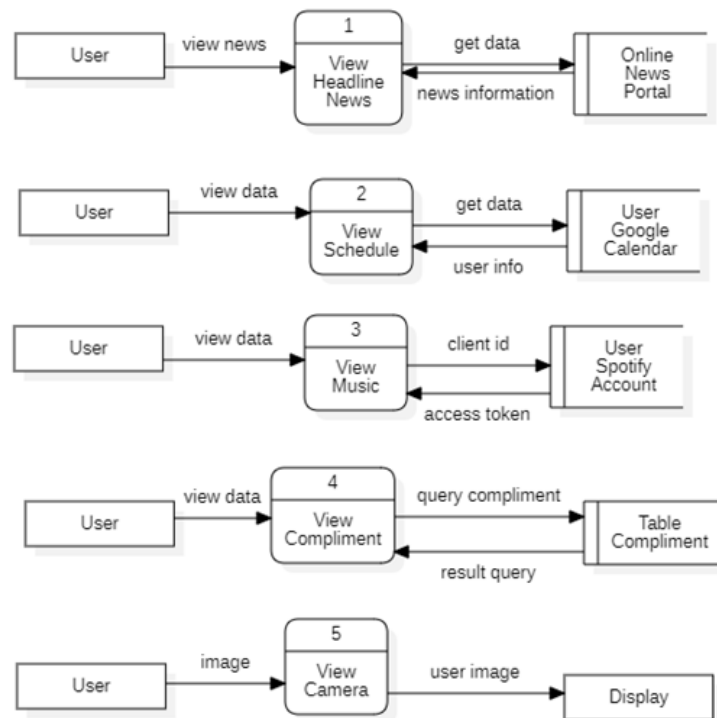 1
User
view news
View
Headline
News
get data
news information
Online
News
Portal
2
User
view data
View
Schedule
get data
user info
User
Google
Calendar
3
User
view data
View
Music
client id
access token
User
Spotify
Account
4
User
view data
View
Compliment
query compliment
result query
Table
Compliment
5
User
image
View
Camera
user image
Display